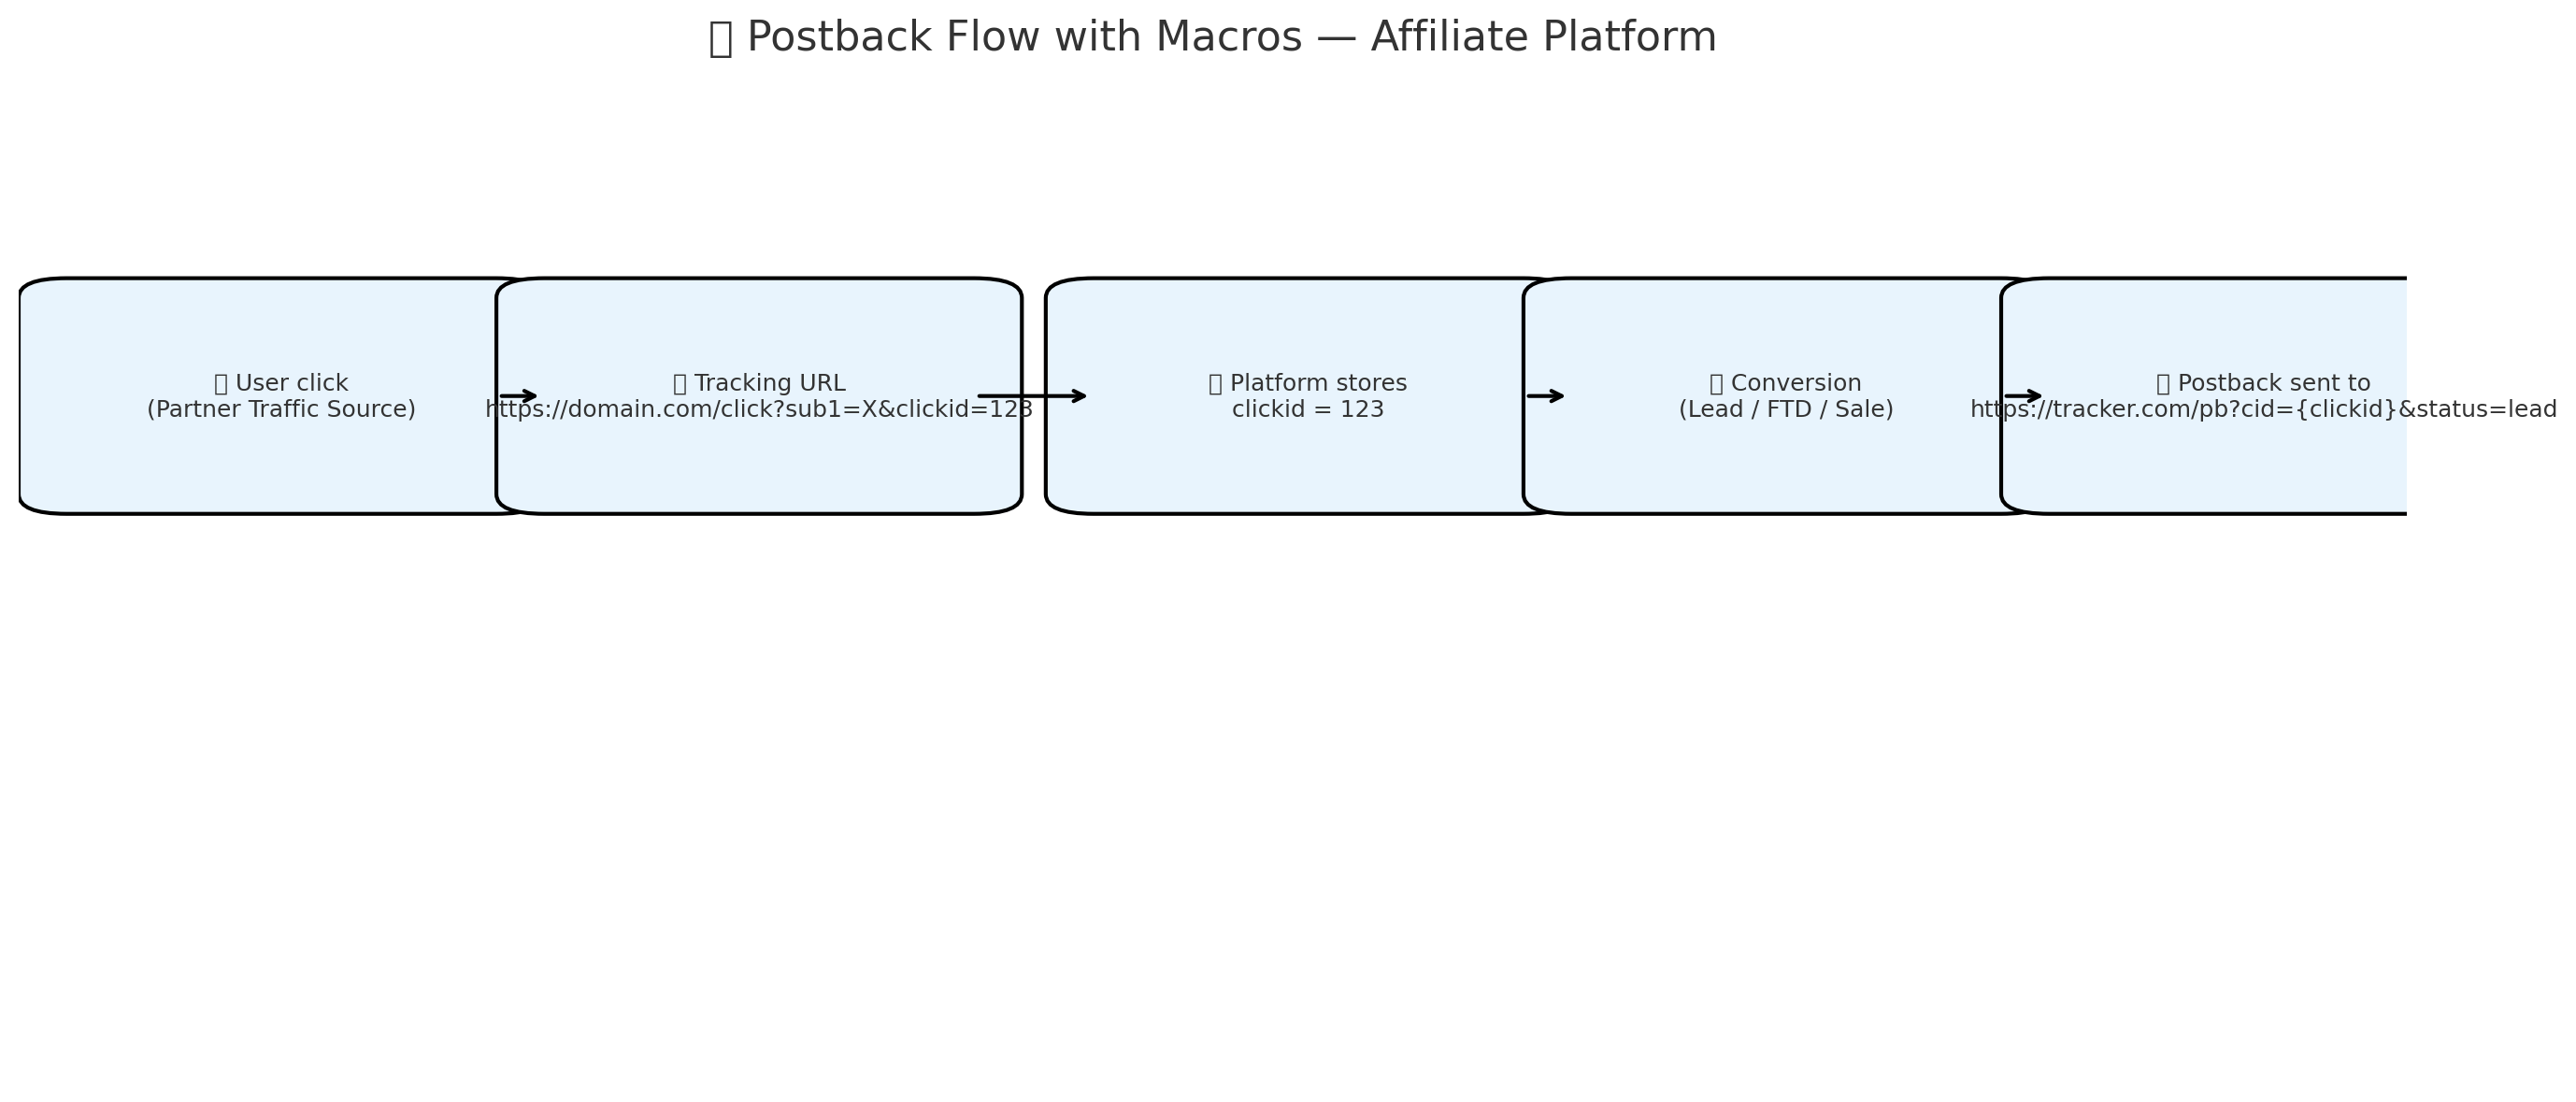 Postback Flow with Macros — Affiliate Platform
User click
(Partner Traffic Source)
Tracking URL
https://domain.com/click?sub1=X&clickid=123
Platform stores
clickid = 123
Conversion
(Lead / FTD / Sale)
Postback sent to
https://tracker.com/pb?cid={clickid}&status=lead